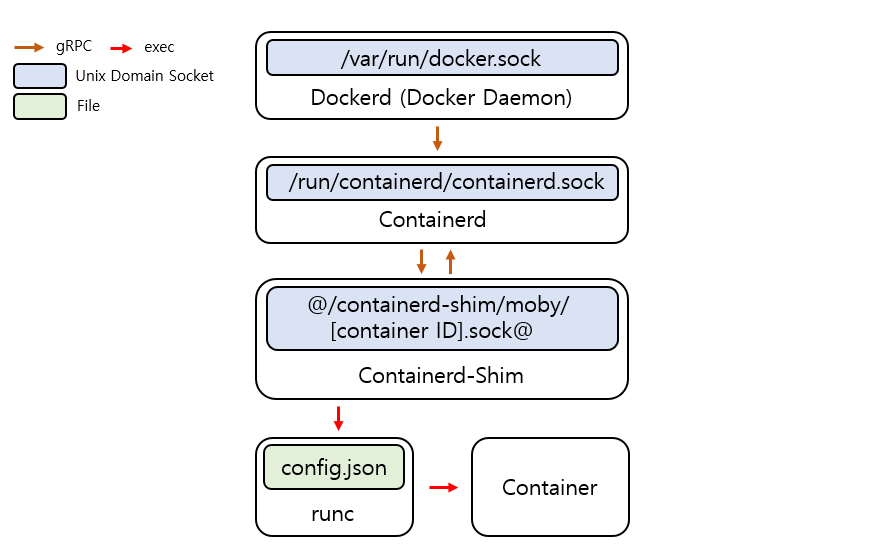 gRPC
exec
Unix Domain Socket
File
/var/run/docker.sock
Dockerd (Docker Daemon)
/run/containerd/containerd.sock
Containerd
@/containerd-shim/moby/
[container ID].sock@
Containerd-Shim
config.json
runc
Container